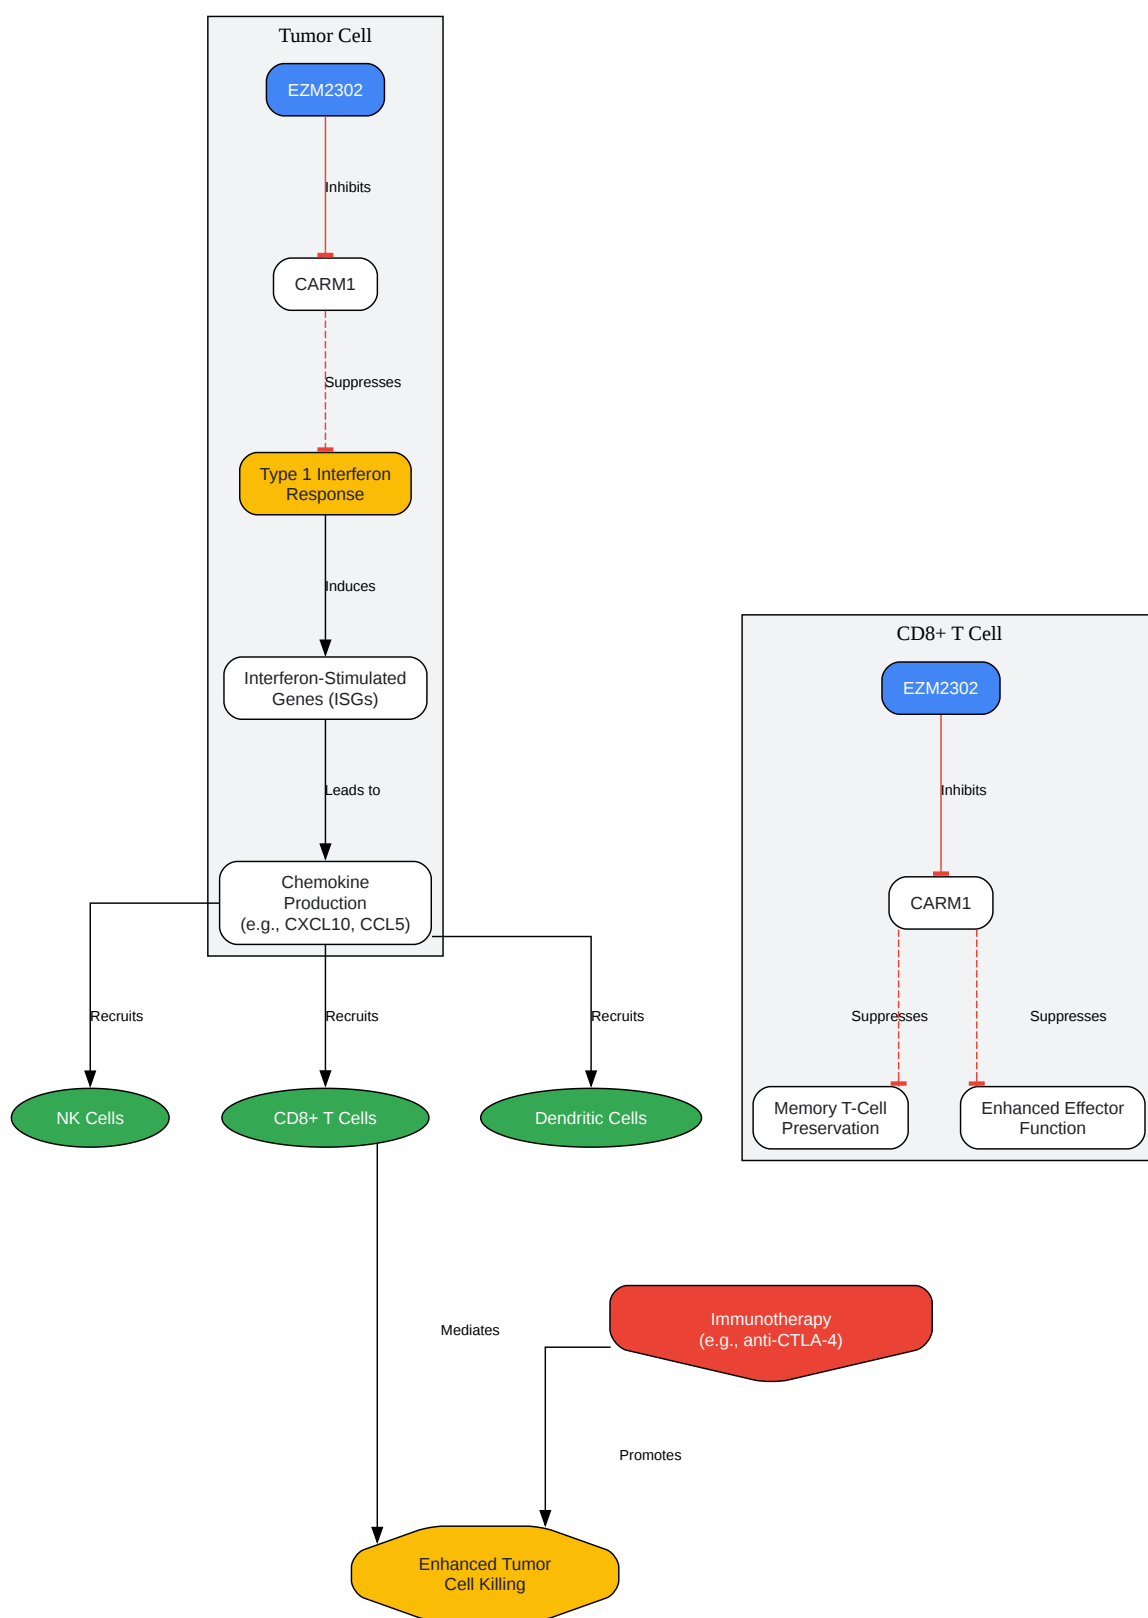 Tumor Cell
EZM2302
Inhibits
CARM1
Suppresses
Type 1 Interferon
Response
Induces
Interferon-Stimulated
Genes (ISGs)
Leads to
Chemokine
Production
(e.g., CXCL10, CCL5)
Recruits
Recruits
Recruits
NK Cells
CD8+ T Cells
Dendritic Cells
CD8+ T Cell
EZM2302
Inhibits
CARM1
Suppresses
Suppresses
Memory T-Cell
Preservation
Enhanced Effector
Function
Mediates
Immunotherapy
(e.g., anti-CTLA-4)
Promotes
Enhanced Tumor
Cell Killing